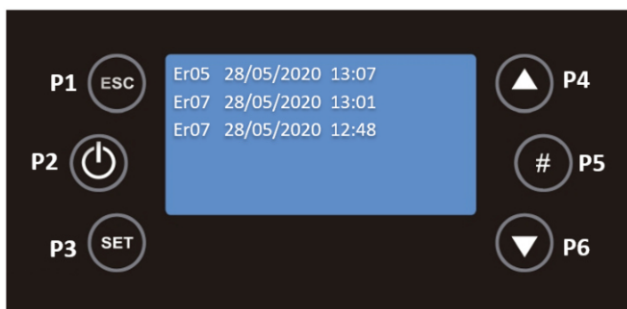 P1 ESC
Er05 28/05/2020 13:07
Er07 28/05/2020 13:01
Er07 28/05/2020 12:48
P4
P2
# P5
P3 SET
P6